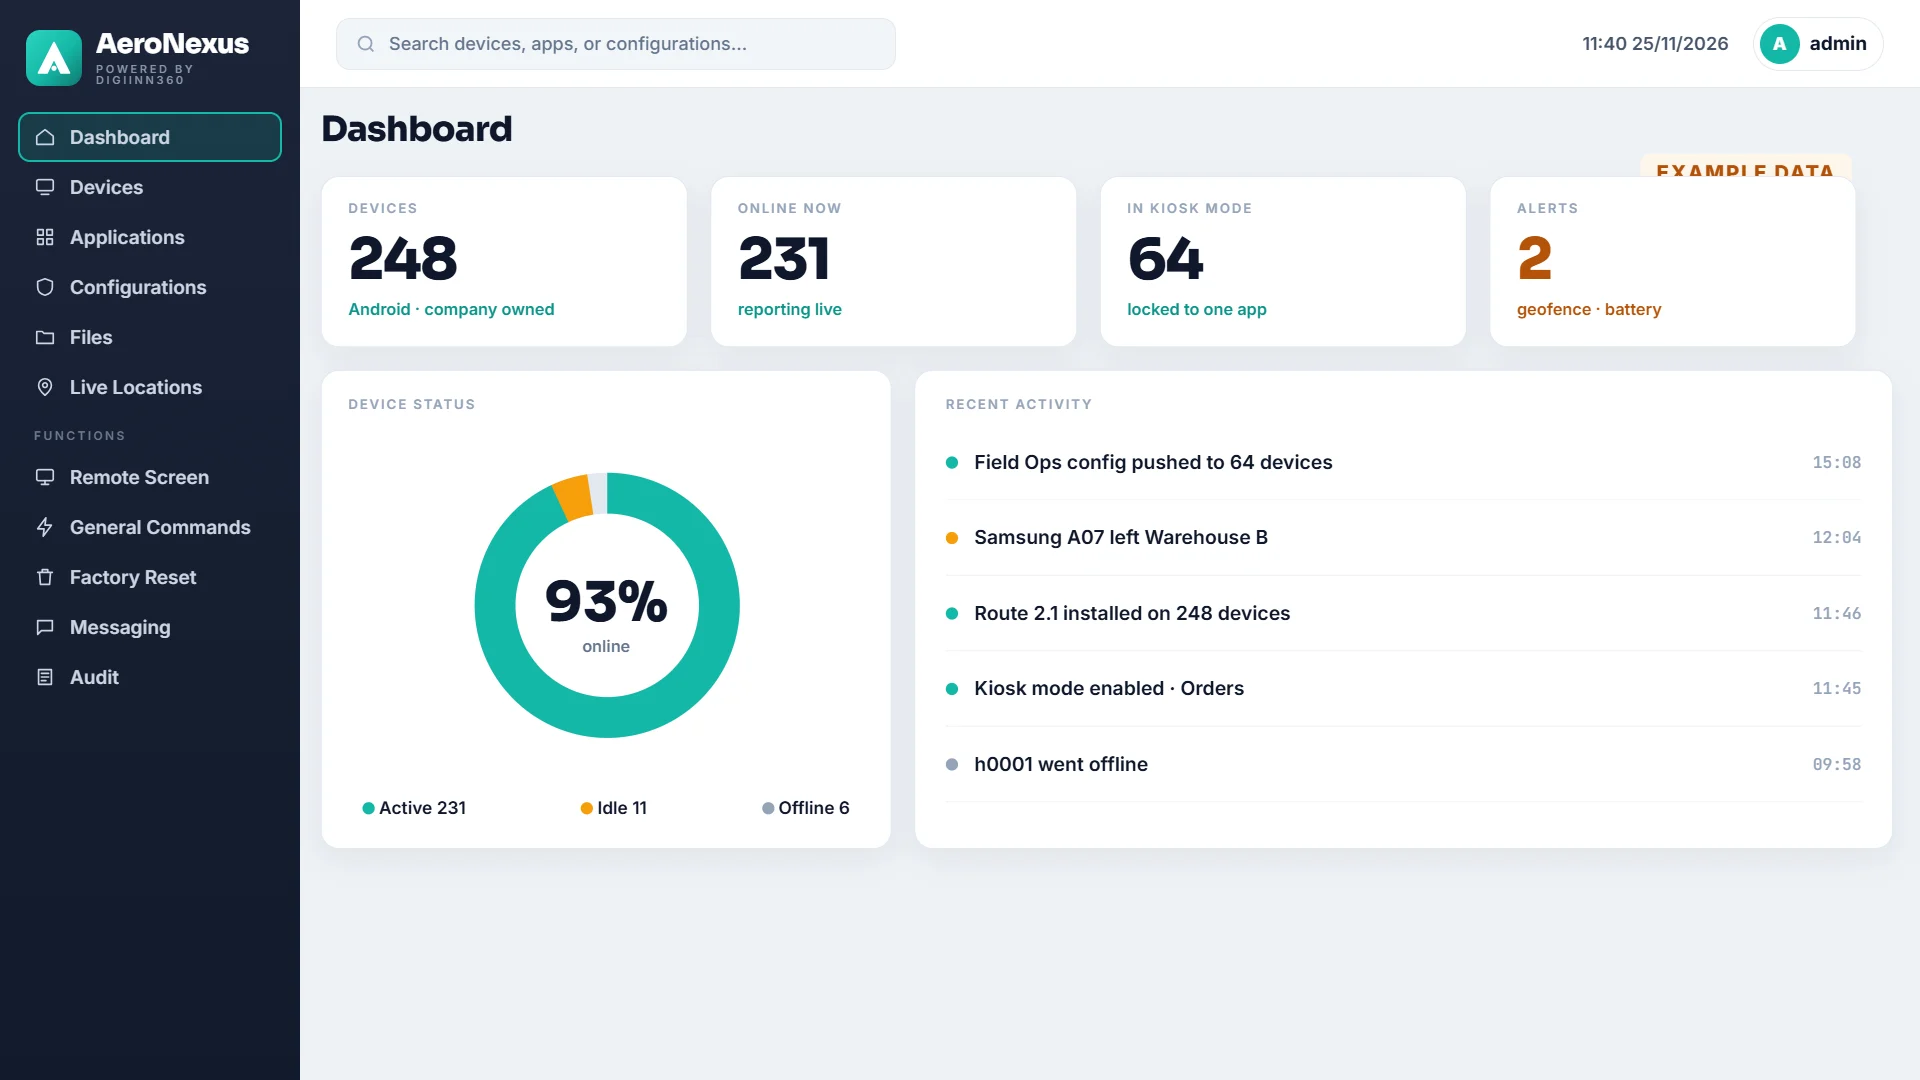 AeroNexus
POWERED BY
DIGIINN360
Search devices, apps, or configurations...
11:40 25/11/2026
A
admin
Dashboard
Devices
Applications
Configurations
Files
Live Locations
FUNCTIONS
Remote Screen
General Commands
Factory Reset
Messaging
Audit
Dashboard
EXAMPLE DATA
DEVICES
248
Android · company owned
ONLINE NOW
231
reporting live
IN KIOSK MODE
64
locked to one app
ALERTS
2
geofence · battery
DEVICE STATUS
93%
online
Active 231
Idle 11
Offline 6
RECENT ACTIVITY
Field Ops config pushed to 64 devices 15:08
Samsung A07 left Warehouse B 12:04
Route 2.1 installed on 248 devices 11:46
Kiosk mode enabled · Orders 11:45
h0001 went offline 09:58